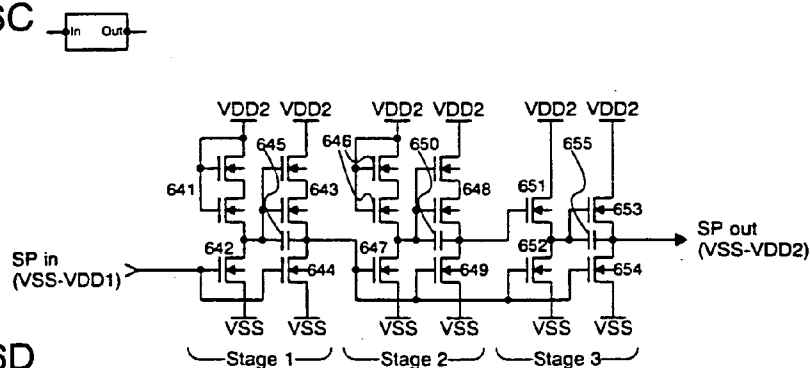 6C
In Out
VDD2 VDD2 VDD2 VDD2 VDD2 VDD2
645 646 650 655
641 643 648 651 653
642 647 652
SP in
(VSS-VDD1)
644 649 654
SP out
(VSS-VDD2)
VSS VSS VSS VSS VSS VSS
Stage 1 Stage 2 Stage 3
6D